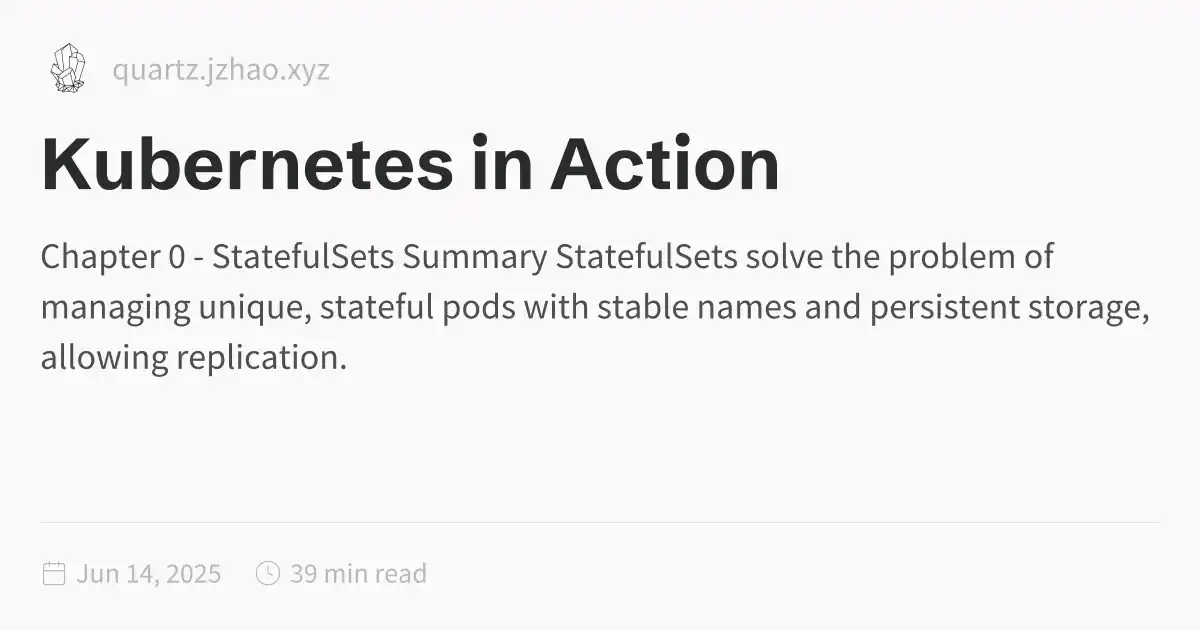 quartz.jzhao.xyz
Kubernetes in Action
Chapter 0 - StatefulSets Summary StatefulSets solve the problem of
managing unique, stateful pods with stable names and persistent storage,
allowing replication.
Jun 14, 2025 39 min read